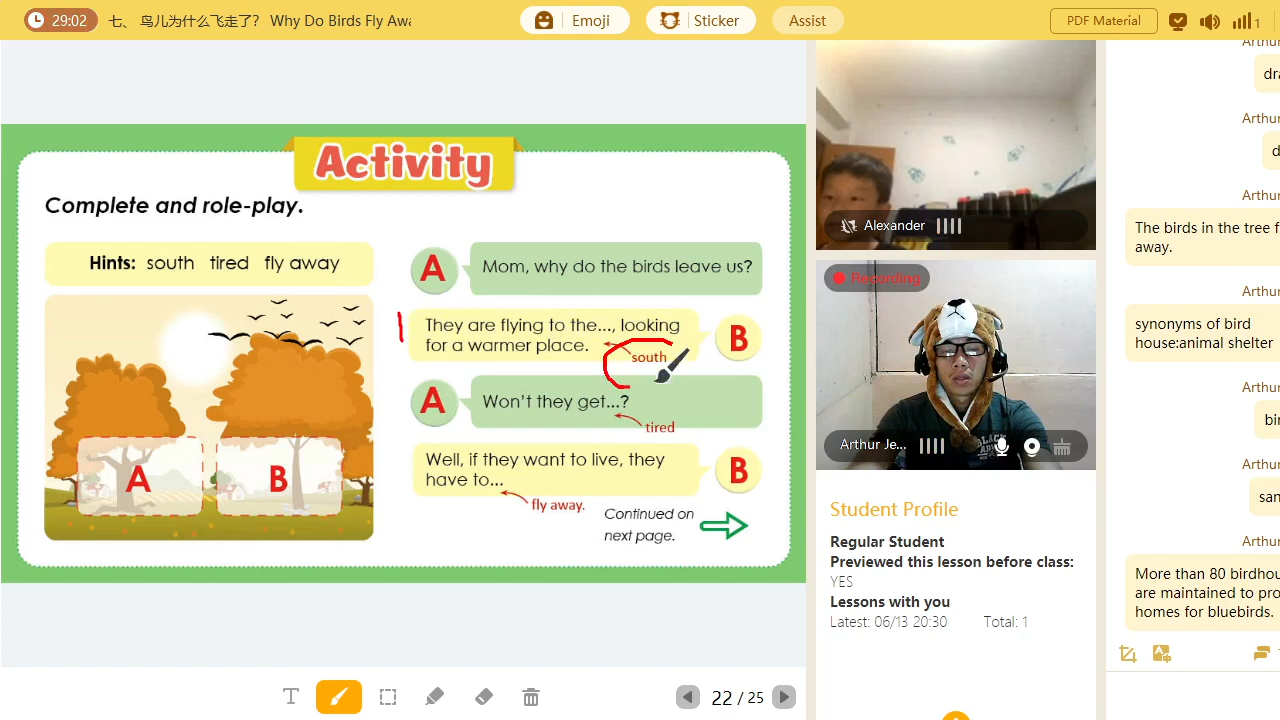 29:02
七、 鸟儿为什么飞走了？ Why Do Birds Fly Awa
Emoji
Sticker
Assist
PDF Material
1
Activity
Complete and role-play.
Hints: south tired fly away
A
B
A
Mom, why do the birds leave us?
They are flying to the..., looking
for a warmer place.
south
B
A
Won't they get...?
tired
Well, if they want to live, they
have to...
fly away.
B
Continued on
next page.
22 / 25
Alexander
Recording
Arthur Je...
Student Profile
Regular Student
Previewed this lesson before class:
YES
Lessons with you
Latest: 06/13 20:30 Total: 1
Arthur
dra
Arthur
d
Arthur
The birds in the tree f
away.
Arthur
synonyms of bird
house:animal shelter
Arthur
bir
Arthur
san
Arthur
More than 80 birdhou
are maintained to pro
homes for bluebirds.